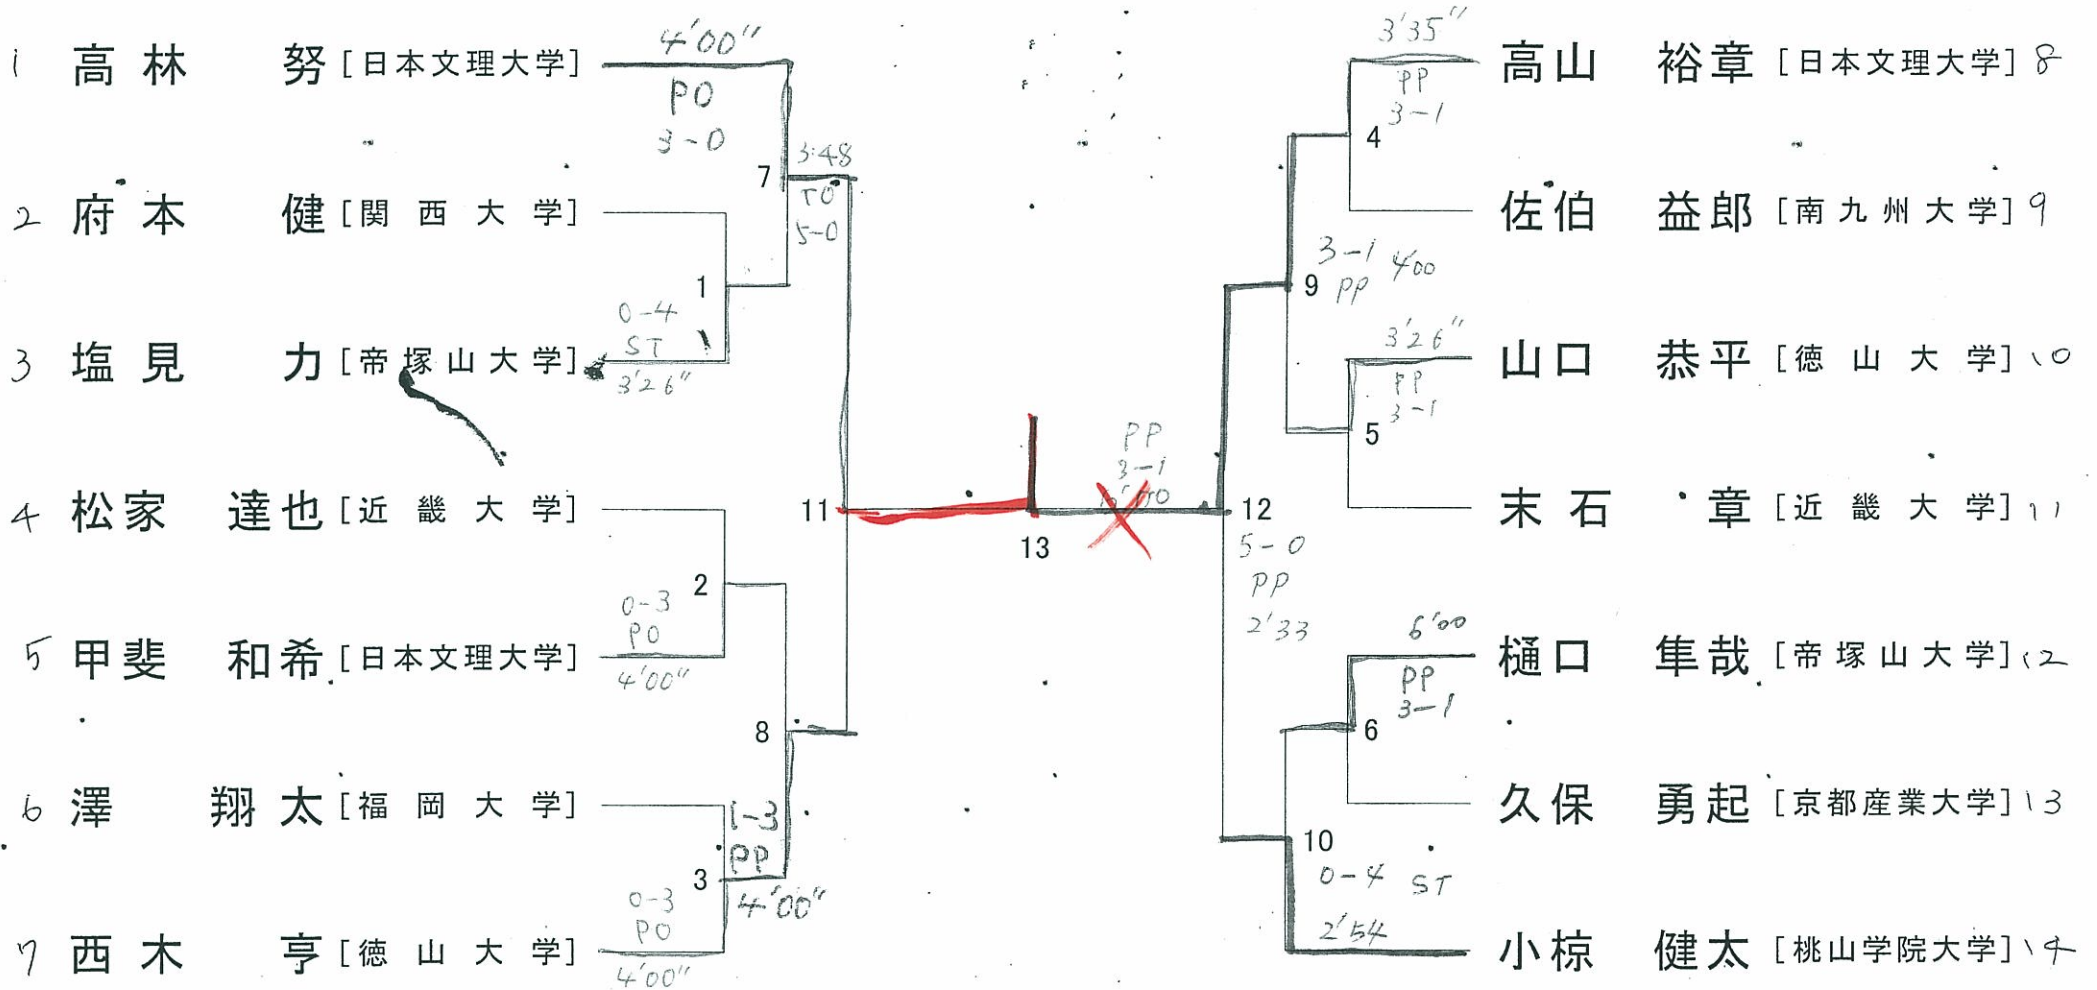 1 高林 努 [日本文理大学]
4'00"
PO
3-0
7
3:48
TO
5-0
2 府本 健 [関西大学]
1
0-4
ST
3'26"
3 塩見 力 [帝塚山大学]
4 松家 達也 [近畿大学]
2
0-3
PO
4'00"
5 甲斐 和希 [日本文理大学]
8
6 澤 翔太 [福岡大学]
1-3
PP
4'00"
3
0-3
PO
4'00"
7 西木 亨 [徳山大学]
11
13
PP
3-1
12
5-0
PP
2'33
3'35"
PP
3-1
高山 裕章 [日本文理大学] 8
4
佐伯 益郎 [南九州大学] 9
3-1 4'00
9 PP
3'26"
PP
3-1
山口 恭平 [徳山大学] 10
5
末石 章 [近畿大学] 11
6'00
PP
3-1
樋口 隼哉 [帝塚山大学] 12
6
久保 勇起 [京都産業大学] 13
10
0-4 ST
2'54
小椋 健太 [桃山学院大学] 14